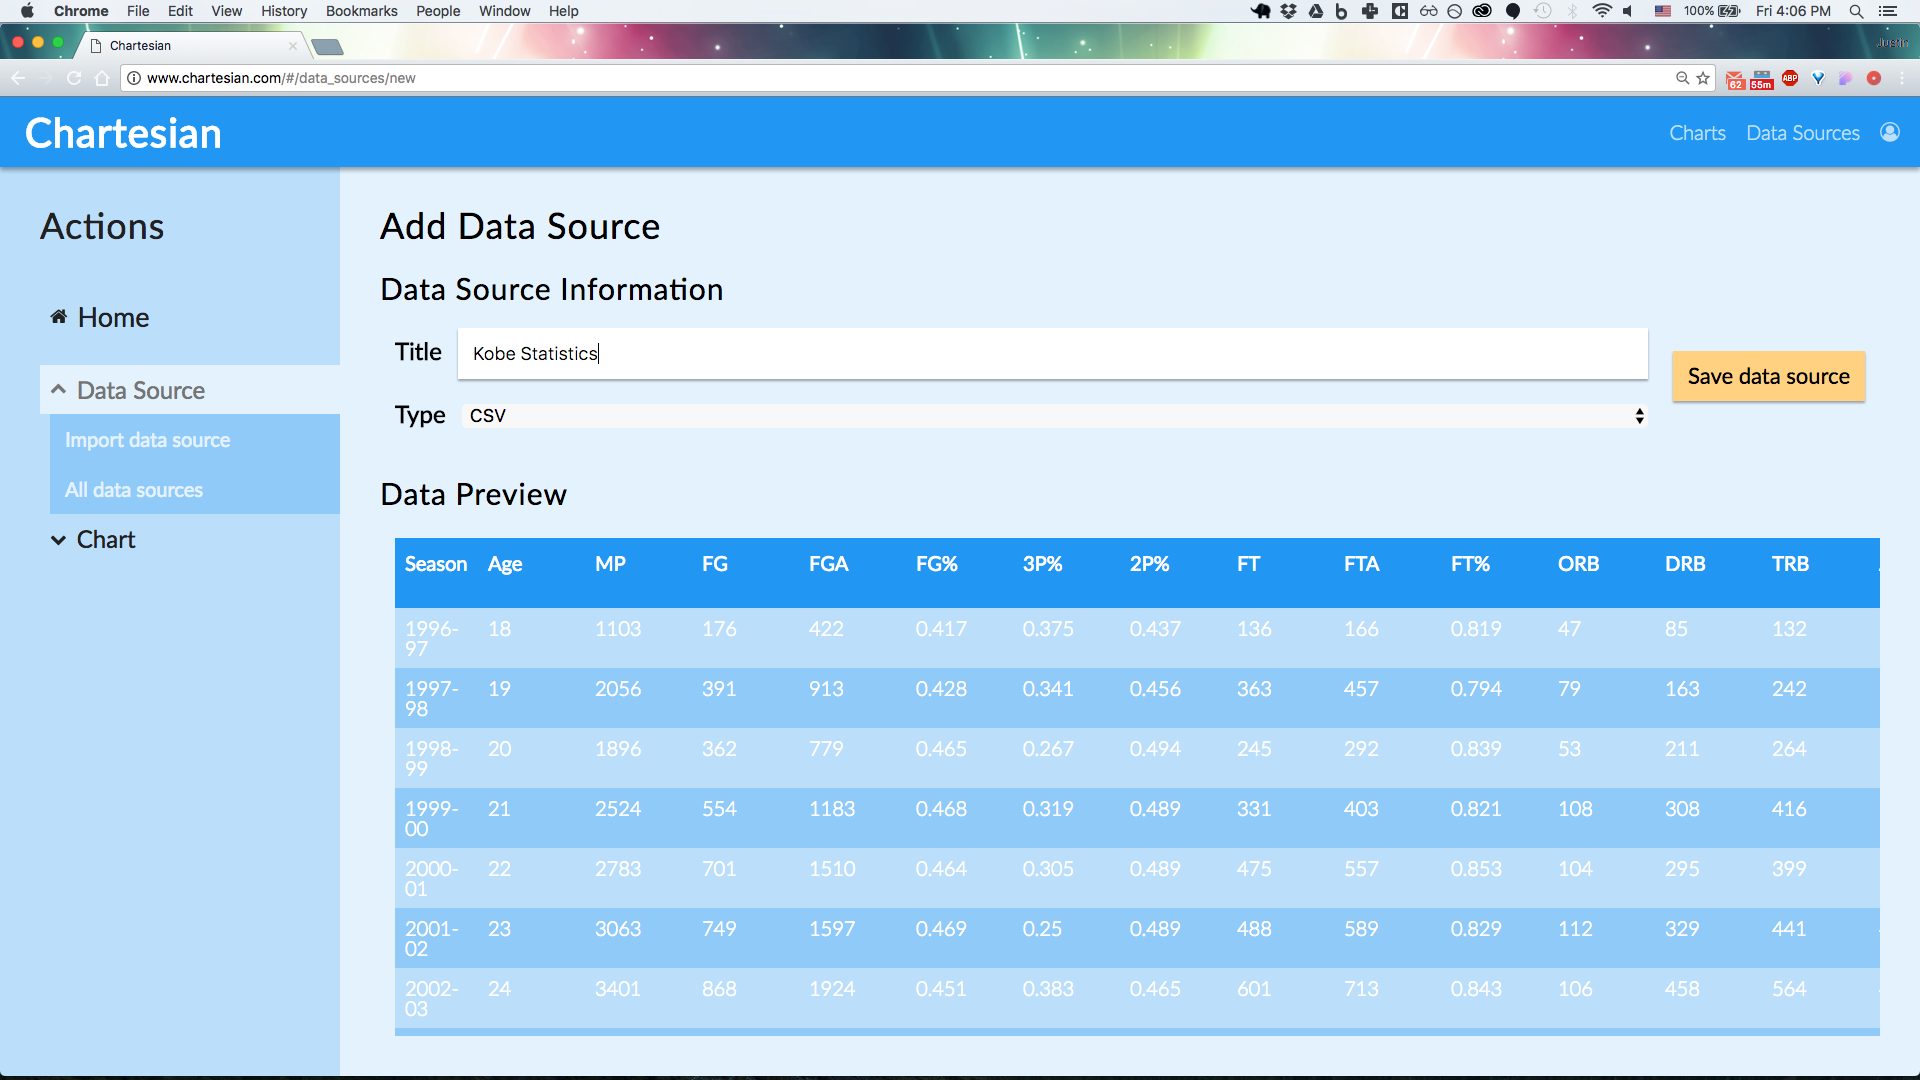 Chrome File Edit View History Bookmarks People Window Help 100% Fri 4:06 PM
Chartesian Justin
www.chartesian.com/#/data_sources/new 62 55m ABP
Chartesian Charts Data Sources
Actions
Home
Data Source
Import data source
All data sources
Chart
Add Data Source
Data Source Information
Title Kobe Statistics
Save data source
Type CSV
Data Preview
Season Age MP FG FGA FG% 3P% 2P% FT FTA FT% ORB DRB TRB
1996-97 18 1103 176 422 0.417 0.375 0.437 136 166 0.819 47 85 132
1997-98 19 2056 391 913 0.428 0.341 0.456 363 457 0.794 79 163 242
1998-99 20 1896 362 779 0.465 0.267 0.494 245 292 0.839 53 211 264
1999-00 21 2524 554 1183 0.468 0.319 0.489 331 403 0.821 108 308 416
2000-01 22 2783 701 1510 0.464 0.305 0.489 475 557 0.853 104 295 399
2001-02 23 3063 749 1597 0.469 0.25 0.489 488 589 0.829 112 329 441
2002-03 24 3401 868 1924 0.451 0.383 0.465 601 713 0.843 106 458 564